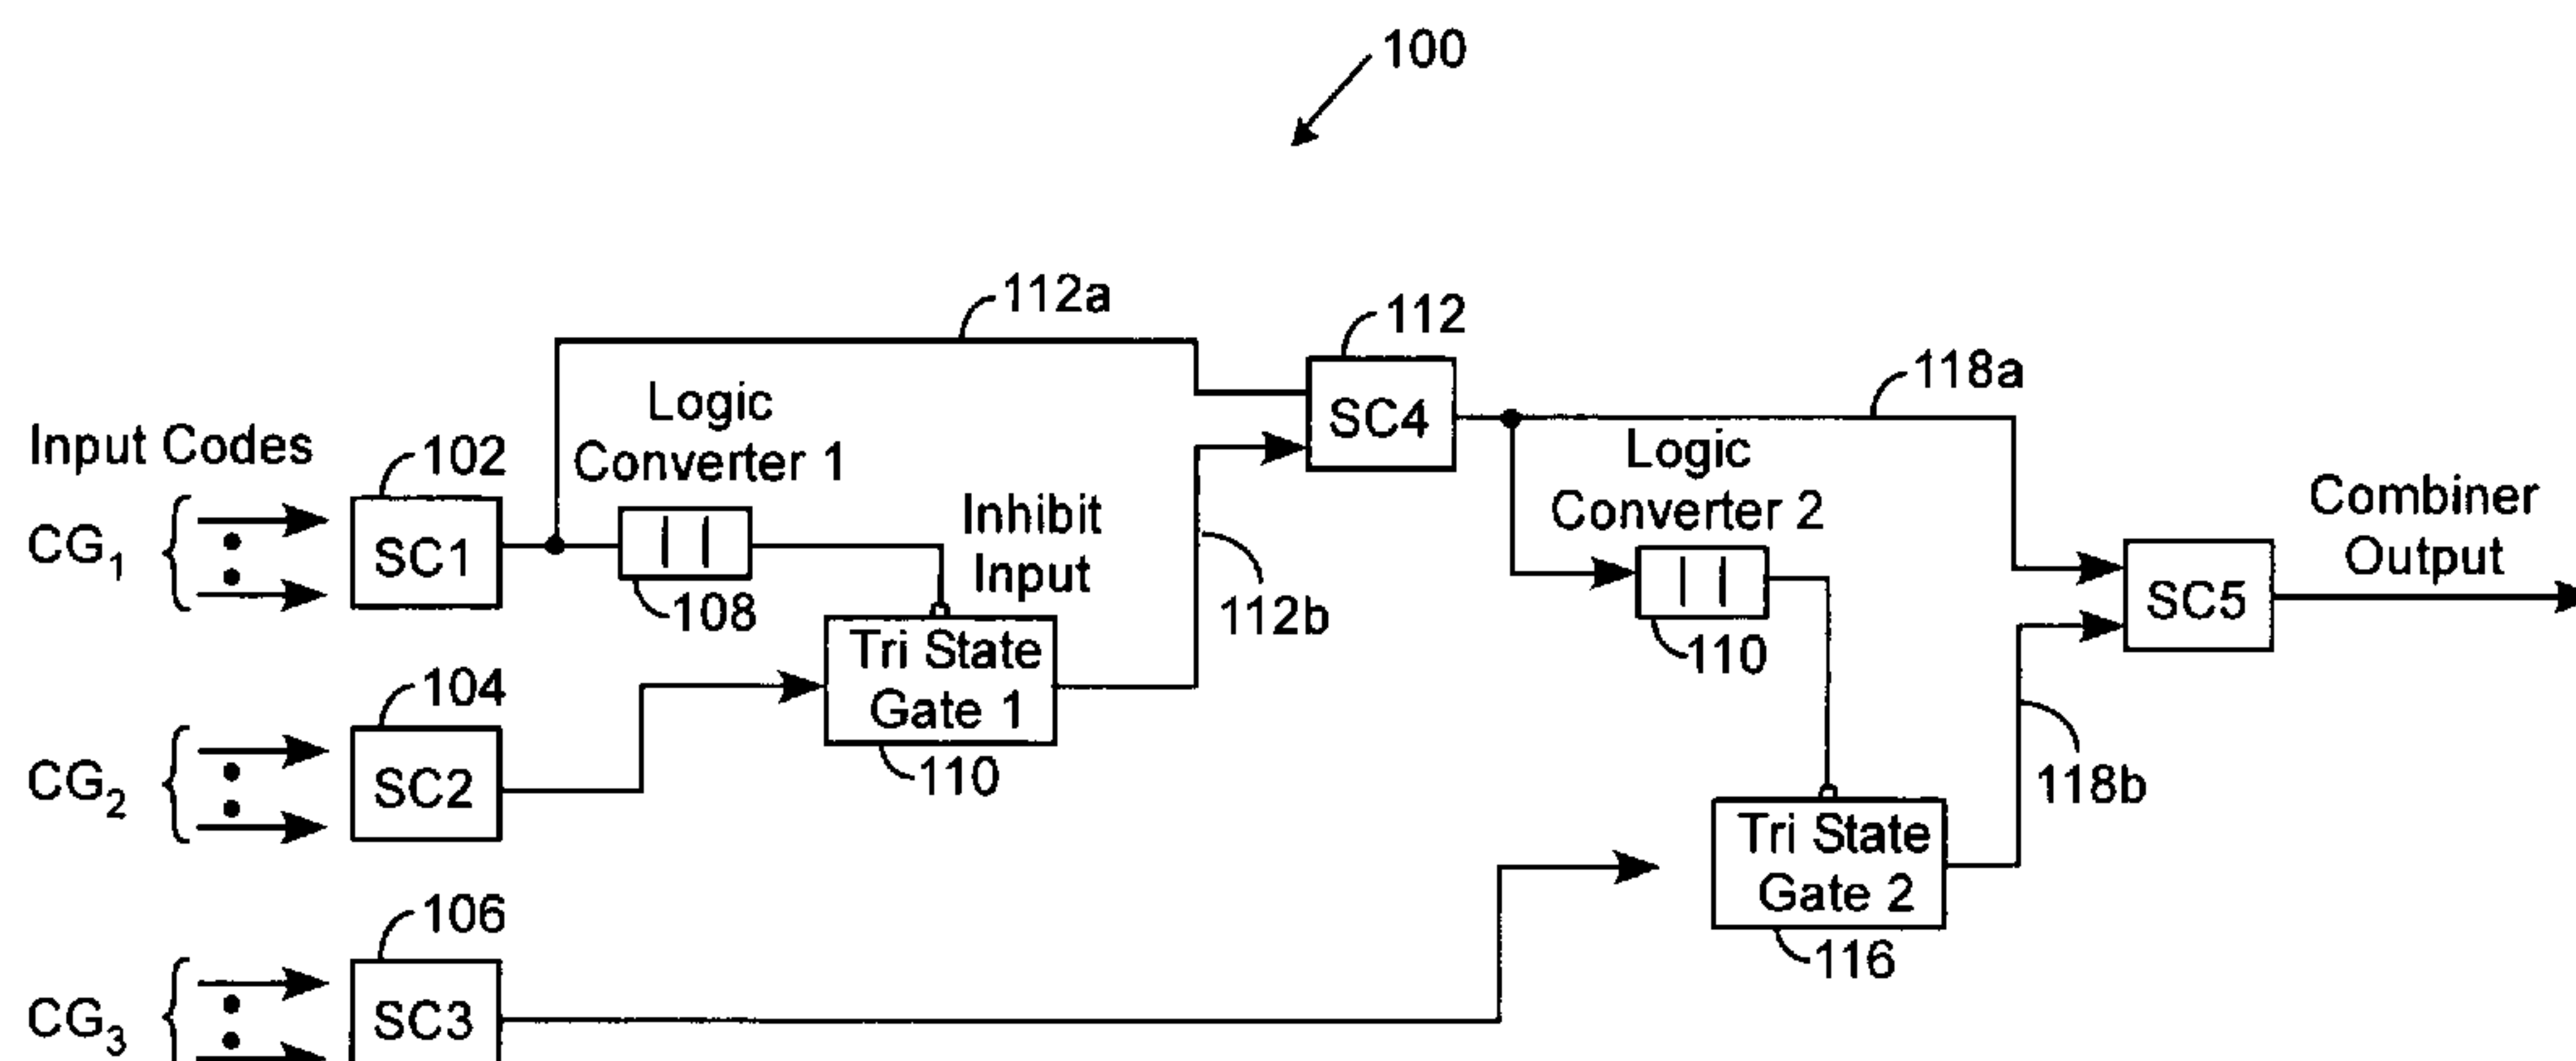 100
112a
112
118a
Logic
Converter 1
Input Codes
102
Logic
Converter 2
Combiner
Output
CG1
SC1
SC4
Inhibit
Input
108
112b
110
SC5
104
Tri State
Gate 1
110
CG2
SC2
118b
Tri State
Gate 2
116
106
CG3
SC3